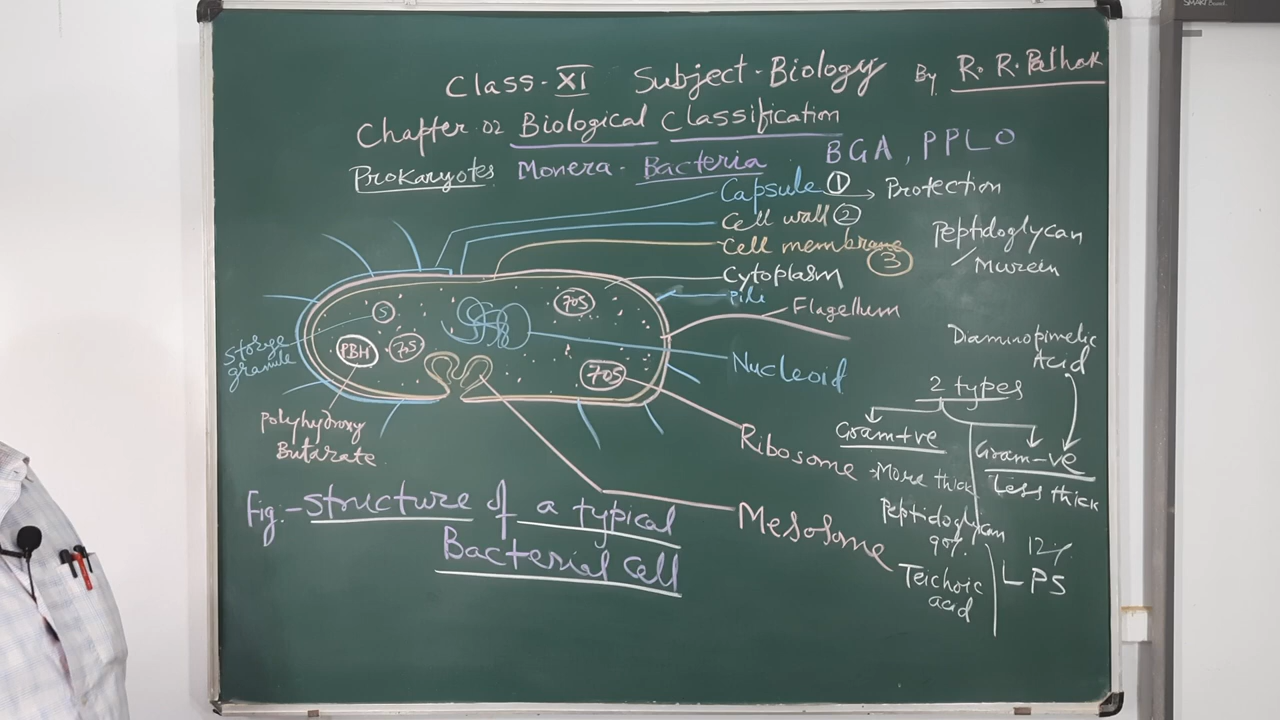 SMART Board
Class-XI Subject-Biology By R. R. Pathak
Chapter 02 Biological Classification
Prokaryotes Monera- Bacteria BGA, PPLO
Capsule ① → Protection
Cell wall ②
Cell membrane ③
Peptidoglycan
Murein
Cytoplasm
Pili
Flagellum
Nucleoid
Storage
granule
S
70S
PBH
70S
70S
Polyhydroxy
Butarate
Diaminopimelic
Acid
2 types
Gram+ve
Gram-ve
Ribosome
More thick
Less thick
Peptidoglycan
90%.
12%
Mesosome
Teichoic
acid
LPS
Fig.- Structure of a typical
Bacterial Cell